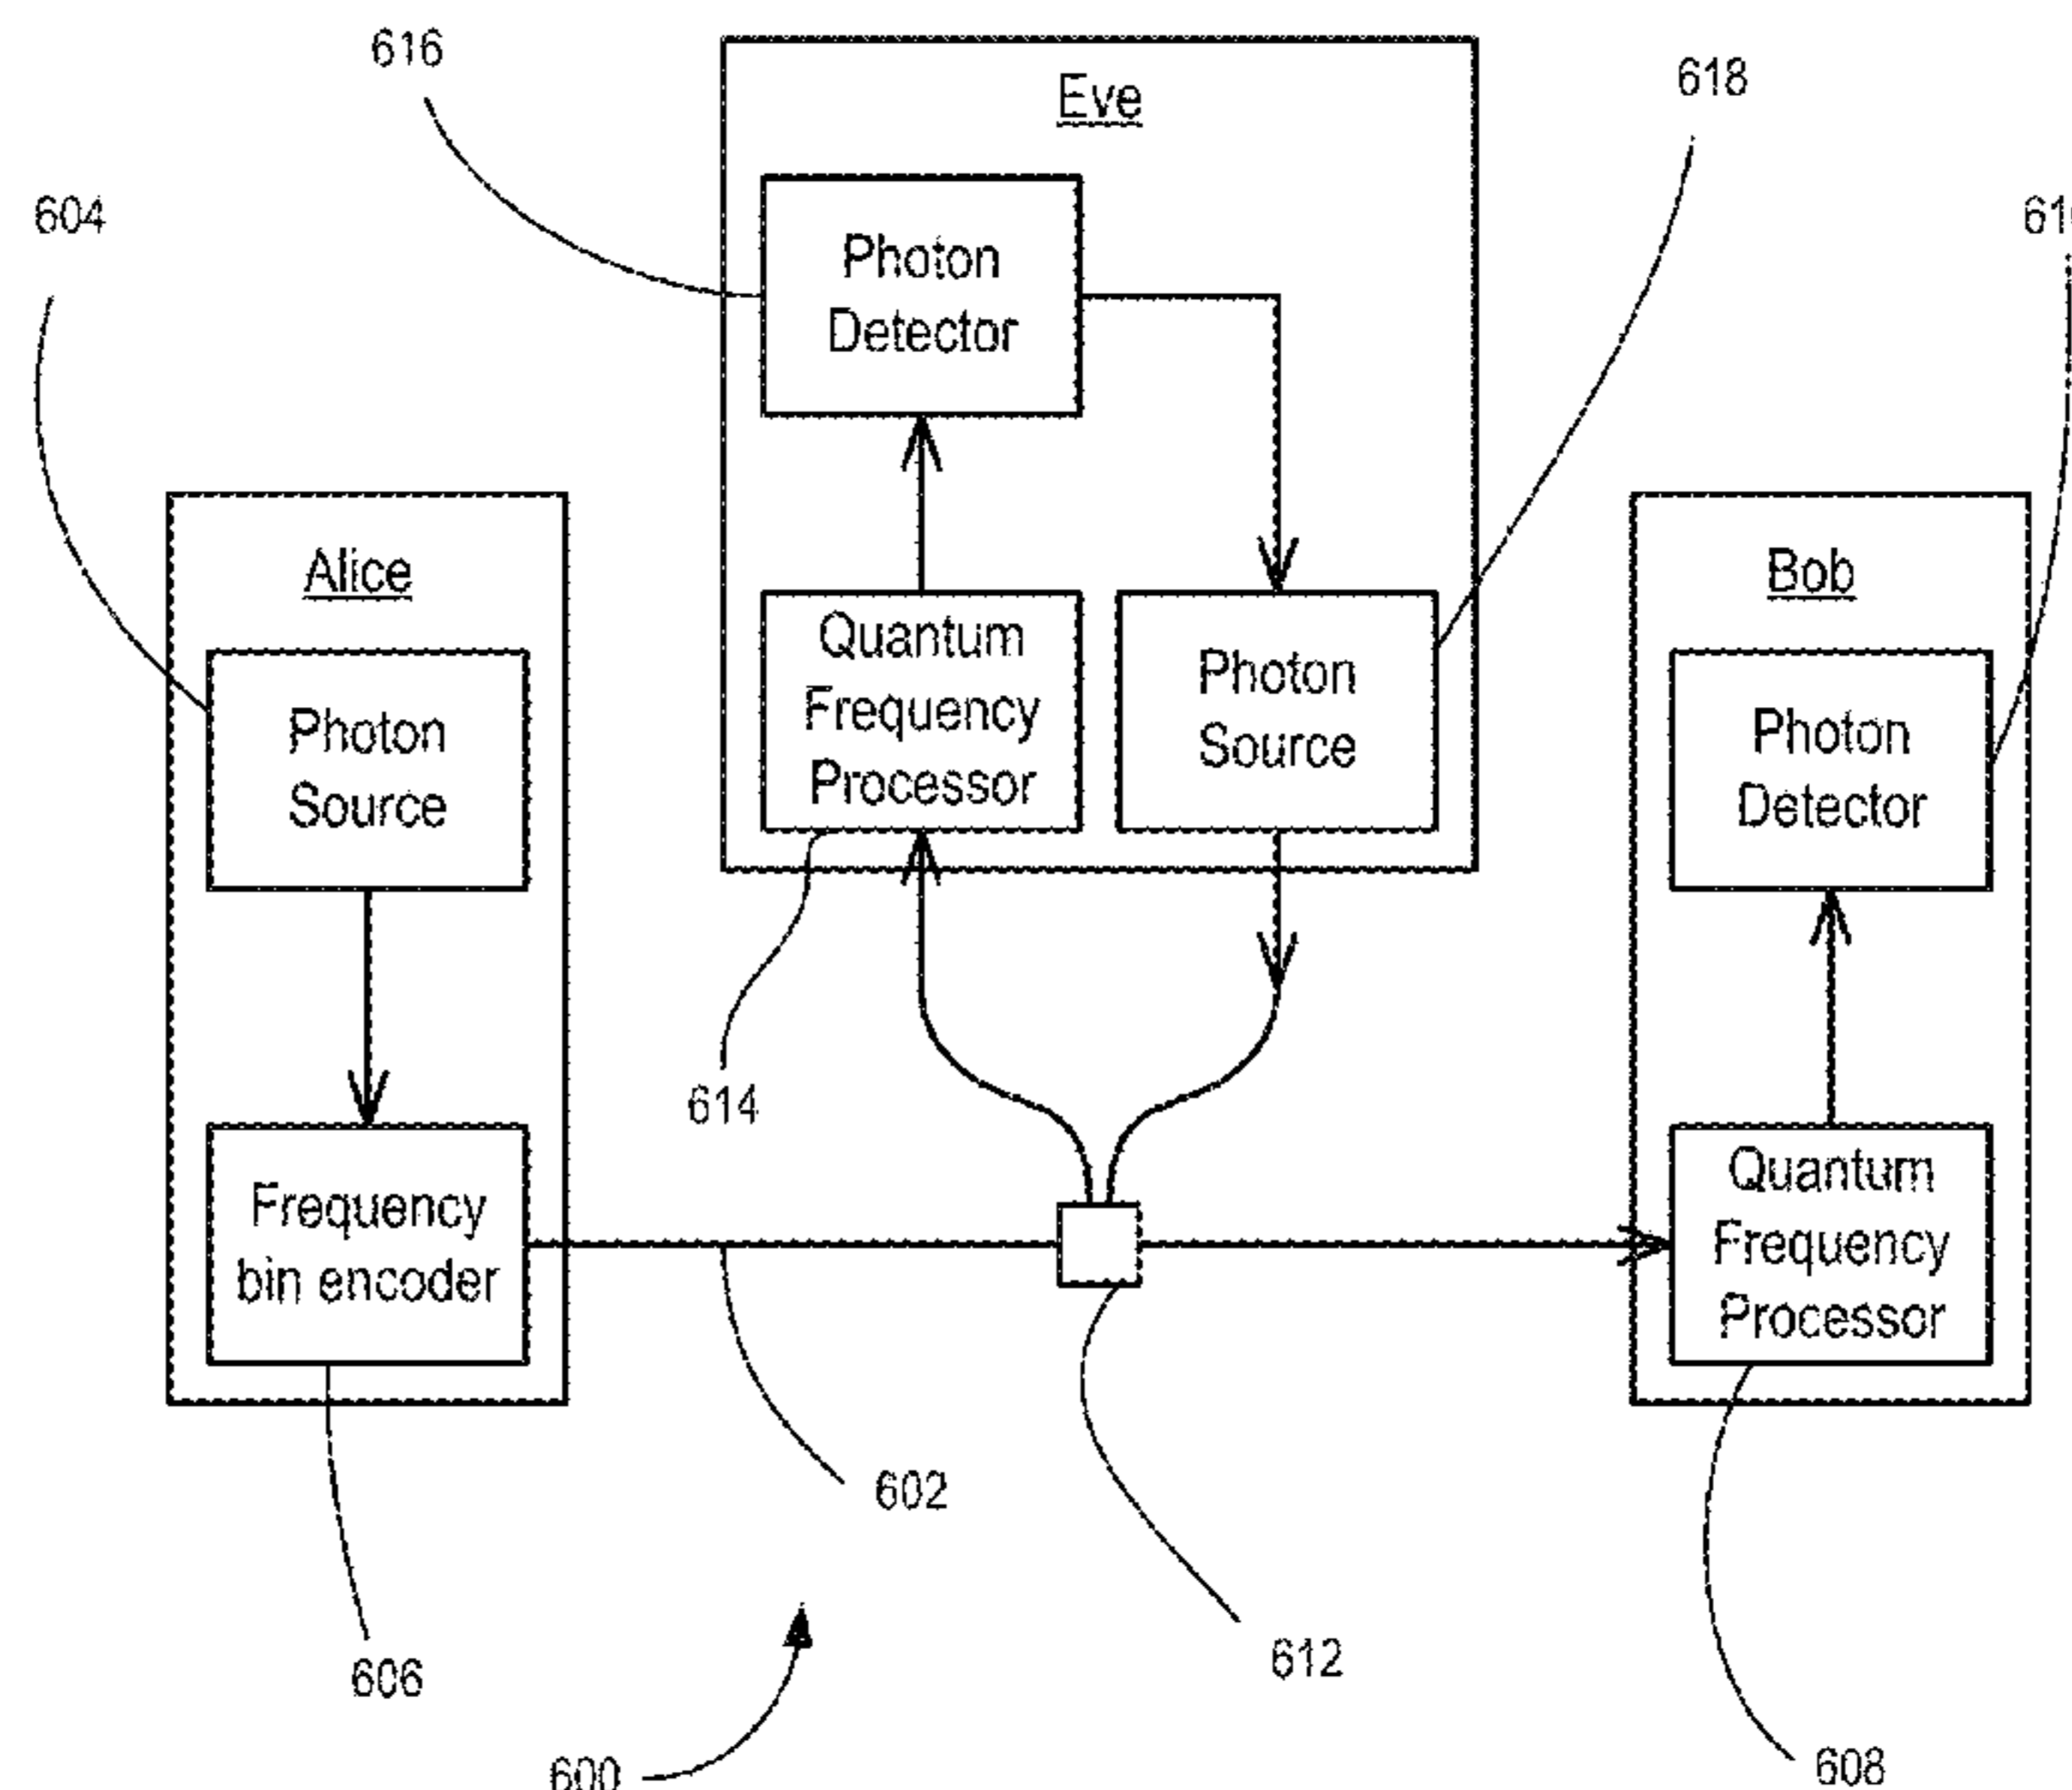 616
Eve
618
604
Photon
Detector
Alice
Quantum
Frequency
Processor
Photon
Source
Bob
Photon
Source
Photon
Detector
614
Frequency
bin encoder
Quantum
Frequency
Processor
602
606
612
600
608